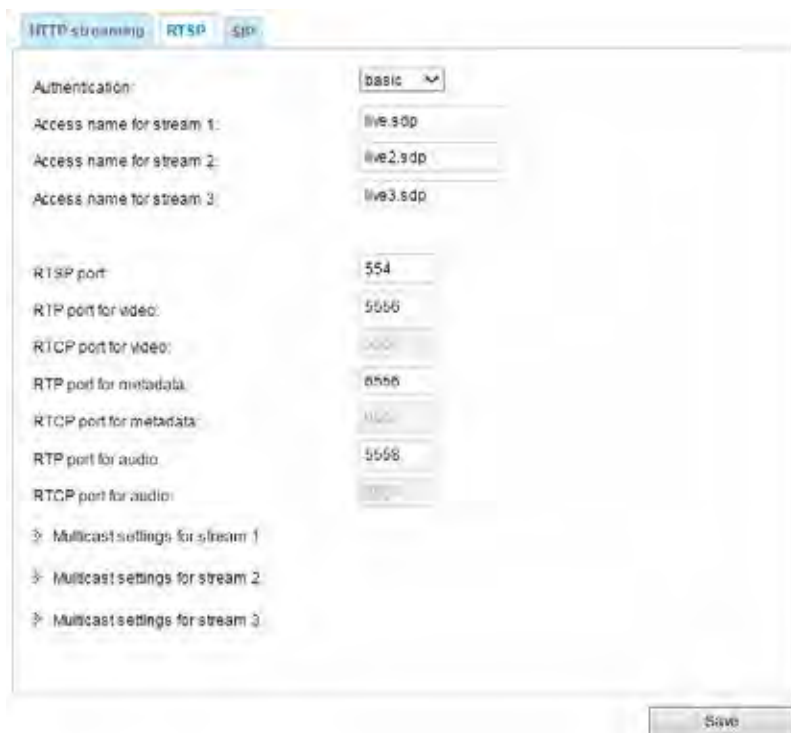 HTTP streaming RTSP SIP
Authentication: basic
Access name for stream 1: live.sdp
Access name for stream 2: live2.sdp
Access name for stream 3: live3.sdp
RTSP port: 554
RTP port for video: 5556
RTCP port for video:
RTP port for metadata: 6556
RTCP port for metadata:
RTP port for audio: 5558
RTCP port for audio:
Multicast settings for stream 1
Multicast settings for stream 2
Multicast settings for stream 3
Save